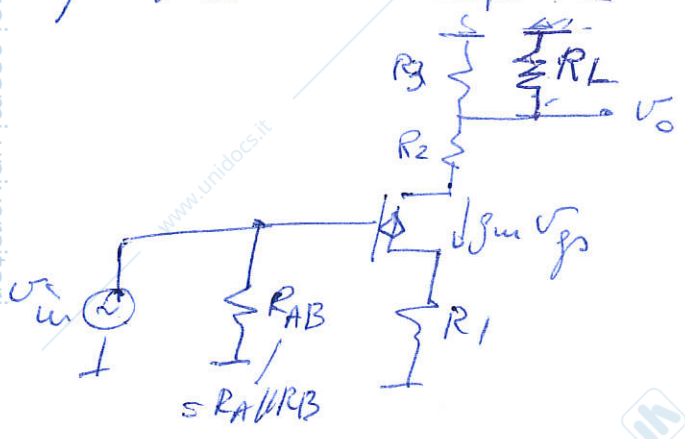 R3
RL
vo
R2
www.unidocs.it
gm vgs
vin
RAB
R1
= RA//RB